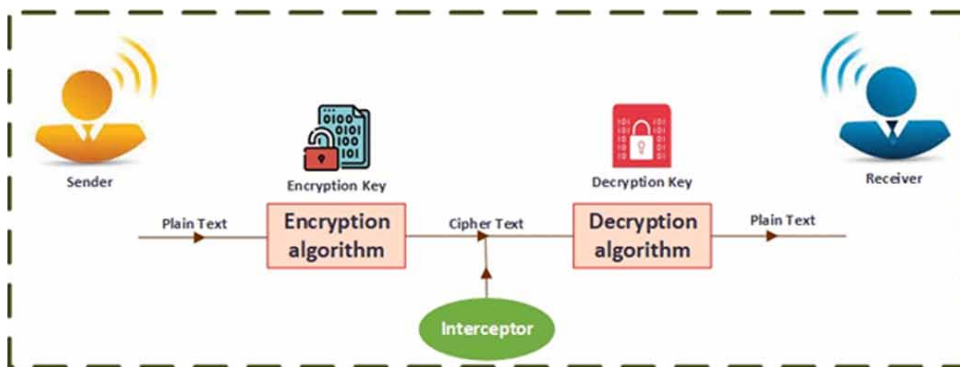 Sender
Receiver
Encryption Key
Decryption Key
Plain Text
Encryption
algorithm
Cipher Text
Decryption
algorithm
Plain Text
Interceptor